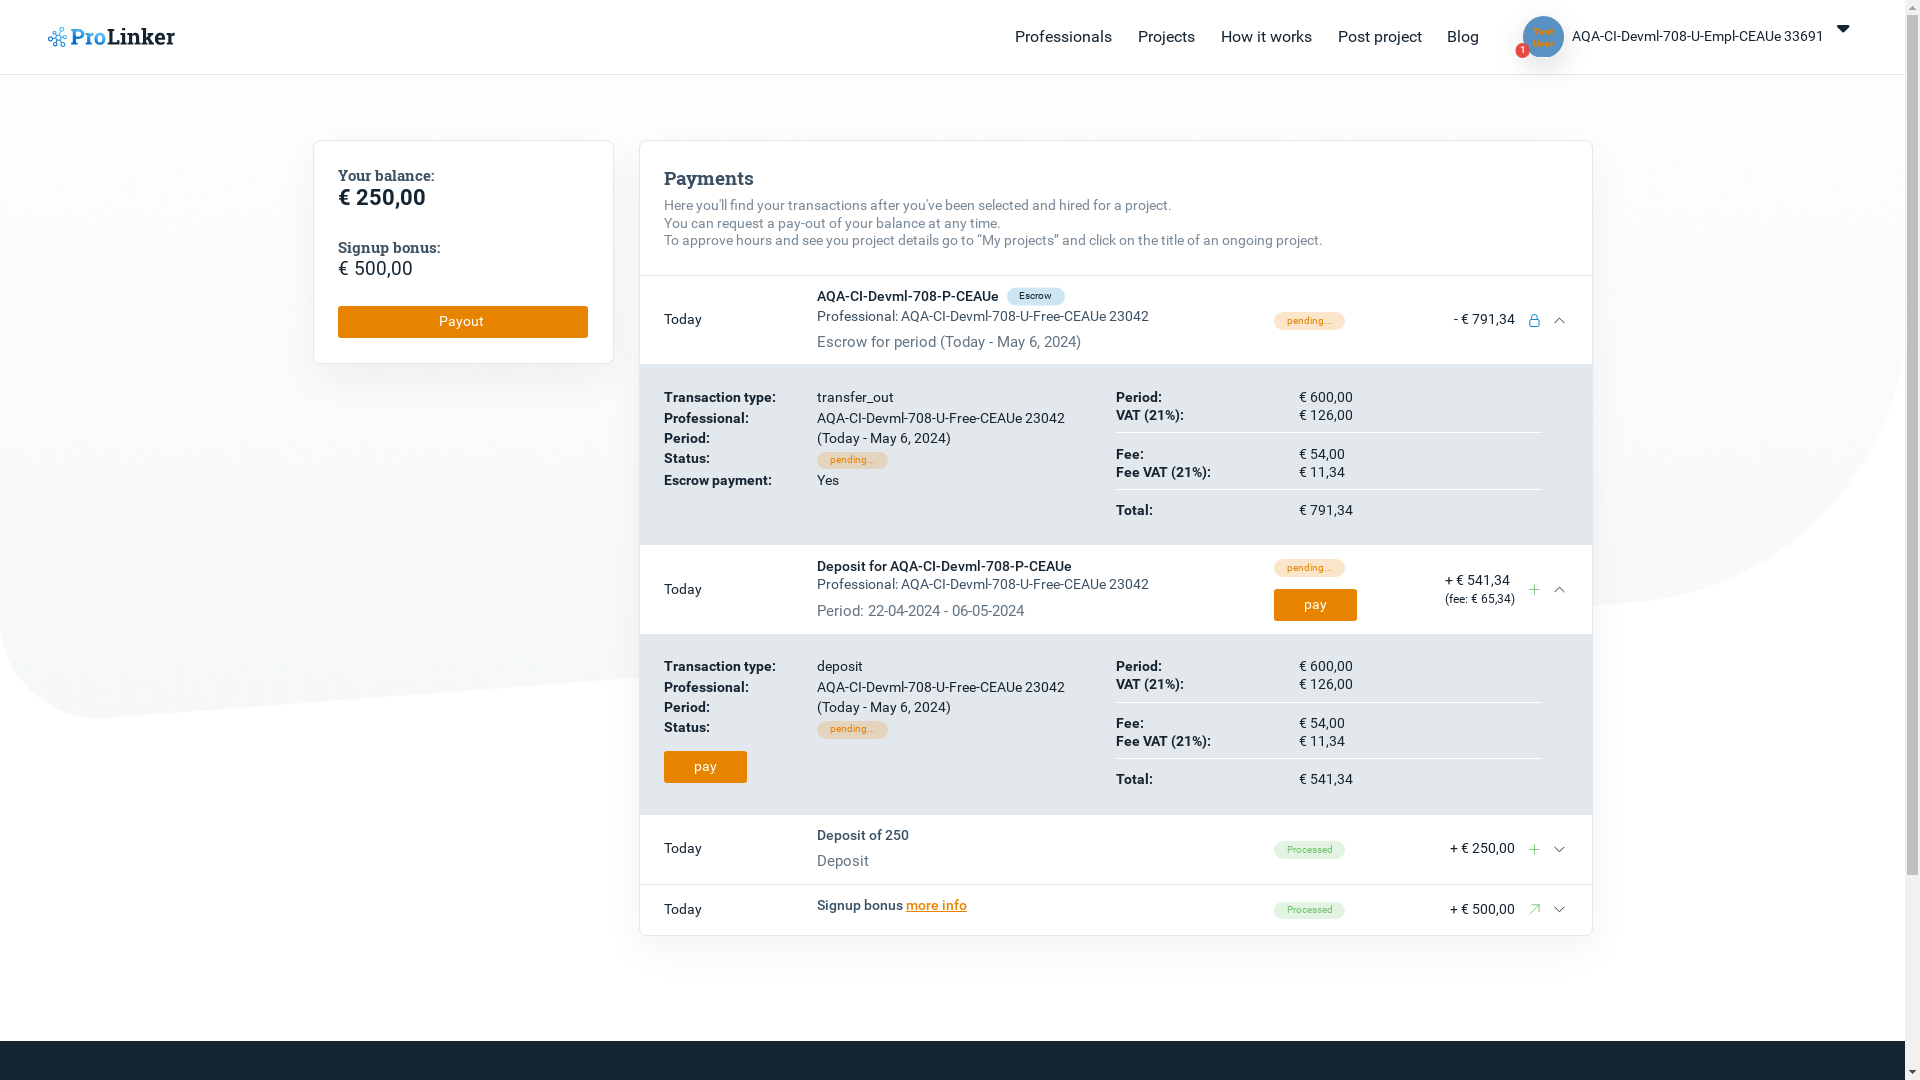 ProLinker
Professionals Projects How it works Post project Blog
1
AQA-CI-Devml-708-U-Empl-CEAUe 33691
Your balance:
€ 250,00
Signup bonus:
€ 500,00
Payout
Payments
Here you'll find your transactions after you've been selected and hired for a project.
You can request a pay-out of your balance at any time.
To approve hours and see you project details go to “My projects” and click on the title of an ongoing project.
Today
AQA-CI-Devml-708-P-CEAUe Escrow
Professional: AQA-CI-Devml-708-U-Free-CEAUe 23042
Escrow for period (Today - May 6, 2024)
pending...
- € 791,34
Transaction type: transfer_out
Professional: AQA-CI-Devml-708-U-Free-CEAUe 23042
Period: (Today - May 6, 2024)
Status: pending...
Escrow payment: Yes
Period: € 600,00
VAT (21%): € 126,00
Fee: € 54,00
Fee VAT (21%): € 11,34
Total: € 791,34
Today
Deposit for AQA-CI-Devml-708-P-CEAUe
Professional: AQA-CI-Devml-708-U-Free-CEAUe 23042
Period: 22-04-2024 - 06-05-2024
pending...
pay
+ € 541,34
(fee: € 65,34)
Transaction type: deposit
Professional: AQA-CI-Devml-708-U-Free-CEAUe 23042
Period: (Today - May 6, 2024)
Status: pending...
pay
Period: € 600,00
VAT (21%): € 126,00
Fee: € 54,00
Fee VAT (21%): € 11,34
Total: € 541,34
Today
Deposit of 250
Deposit
Processed
+ € 250,00
Today
Signup bonus more info
Processed
+ € 500,00